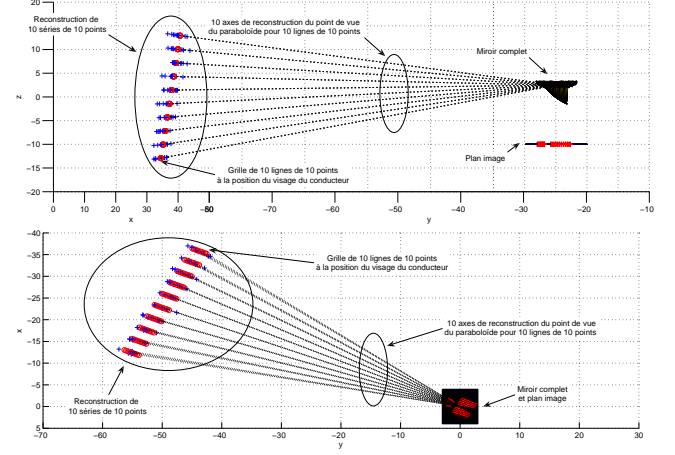 20
15
10
5
0
−5
−10
−15
−20
z
Reconstruction de
10 séries de 10 points
10 axes de reconstruction du point de vue
du paraboloïde pour 10 lignes de 10 points
Miroir complet
Plan image
Grille de 10 lignes de 10 points
à la position du visage du conducteur
0 10 20 30 40 −60 −50 −40 −30 −20 −10
x y
−40
−35
−30
−25
−20
−15
−10
−5
0
5
x
Grille de 10 lignes de 10 points
à la position du visage du conducteur
10 axes de reconstruction du point de vue
du paraboloïde pour 10 lignes de 10 points
Reconstruction de
10 séries de 10 points
Miroir complet
et plan image
−70 −60 −50 −40 −30 −20 −10 0 10 20 30
y